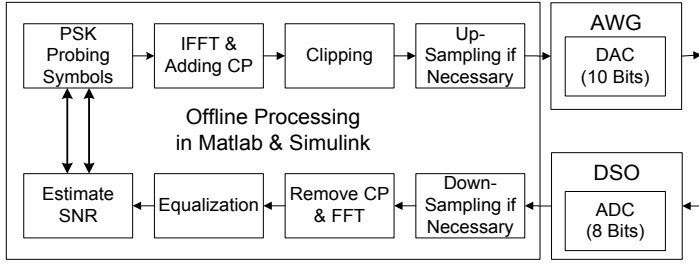 PSK
Probing
Symbols
IFFT &
Adding CP
Clipping
Up-
Sampling if
Necessary
AWG
DAC
(10 Bits)
Offline Processing
in Matlab & Simulink
Estimate
SNR
Equalization
Remove CP
& FFT
Down-
Sampling if
Necessary
DSO
ADC
(8 Bits)